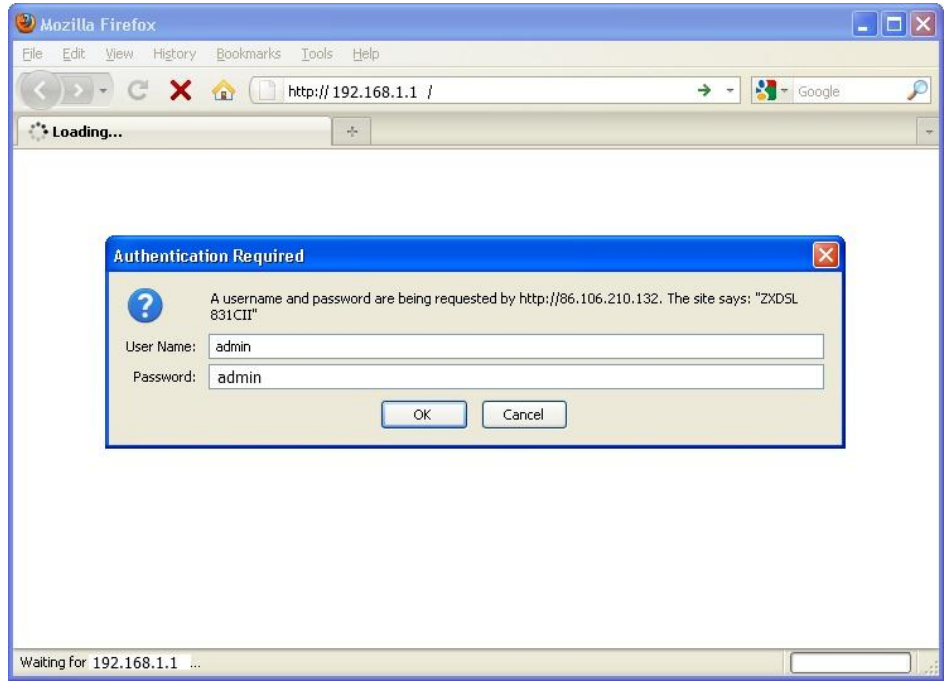 Mozilla Firefox
File Edit View History Bookmarks Tools Help
http://192.168.1.1 /
Google
Loading...
Authentication Required
A username and password are being requested by http://86.106.210.132. The site says: "ZXDSL
831CII"
User Name: admin
Password: admin
OK Cancel
Waiting for 192.168.1.1 ...